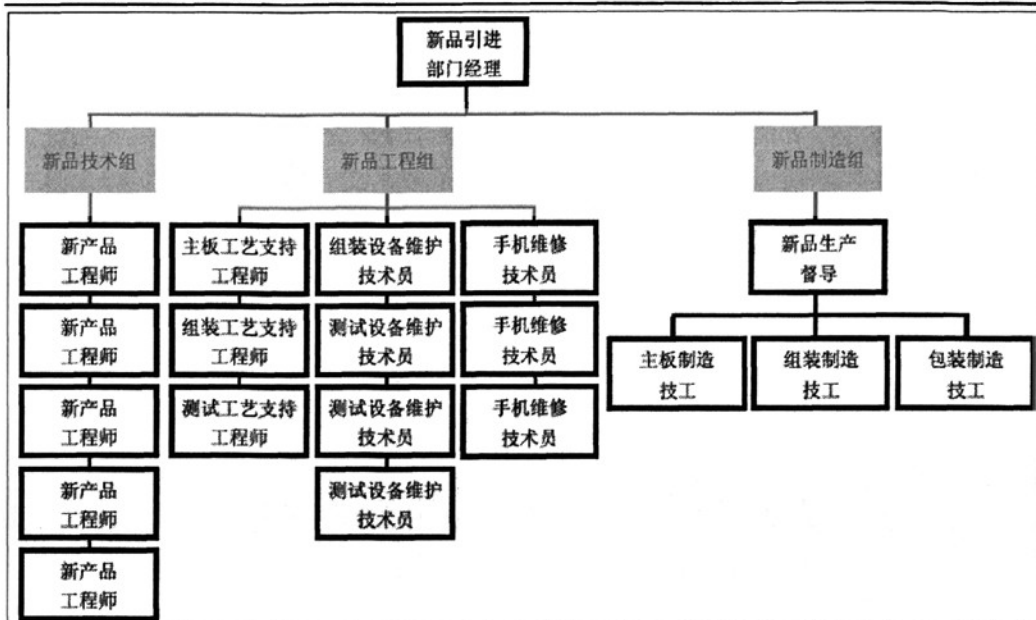 新品引进
部门经理
新品技术组
新品工程组
新品制造组
新产品
工程师
新产品
工程师
新产品
工程师
新产品
工程师
新产品
工程师
主板工艺支持
工程师
组装工艺支持
工程师
测试工艺支持
工程师
组装设备维护
技术员
测试设备维护
技术员
测试设备维护
技术员
测试设备维护
技术员
手机维修
技术员
手机维修
技术员
手机维修
技术员
新品生产
督导
主板制造
技工
组装制造
技工
包装制造
技工